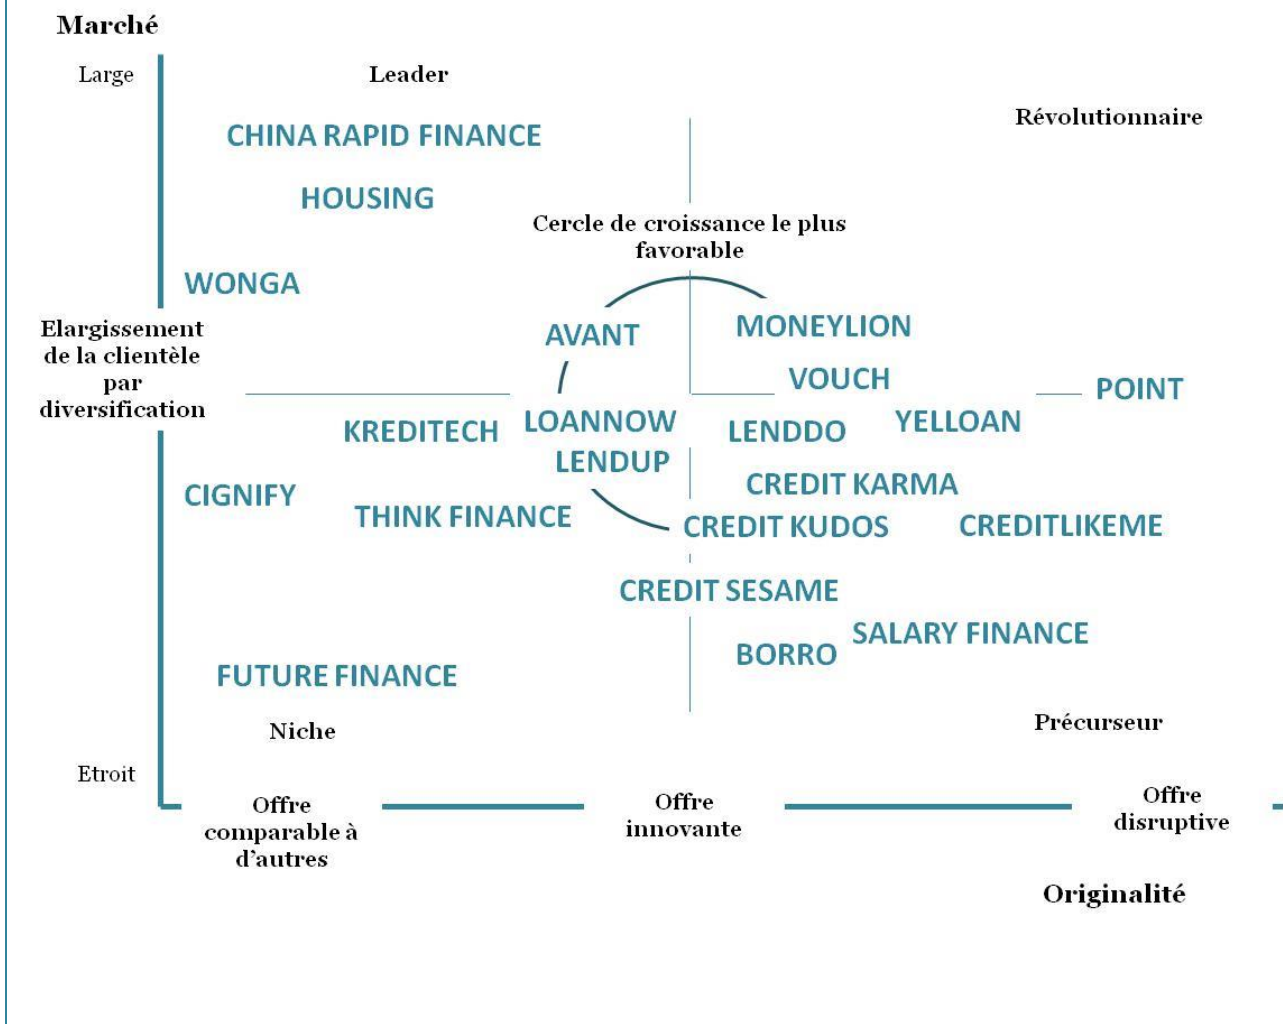 Marché
Large
Leader
Révolutionnaire
CHINA RAPID FINANCE
HOUSING
Cercle de croissance le plus
favorable
WONGA
Elargissement
de la clientèle
par
diversification
AVANT
MONEYLION
VOUCH
POINT
KREDITECH
LOANNOW
LENDDO
YELLOAN
LENDUP
CIGNIFY
THINK FINANCE
CREDIT KARMA
CREDIT KUDOS
CREDITLIKEME
CREDIT SESAME
BORRO
SALARY FINANCE
FUTURE FINANCE
Niche
Précurseur
Etroit
Offre
comparable à
d’autres
Offre
innovante
Offre
disruptive
Originalité